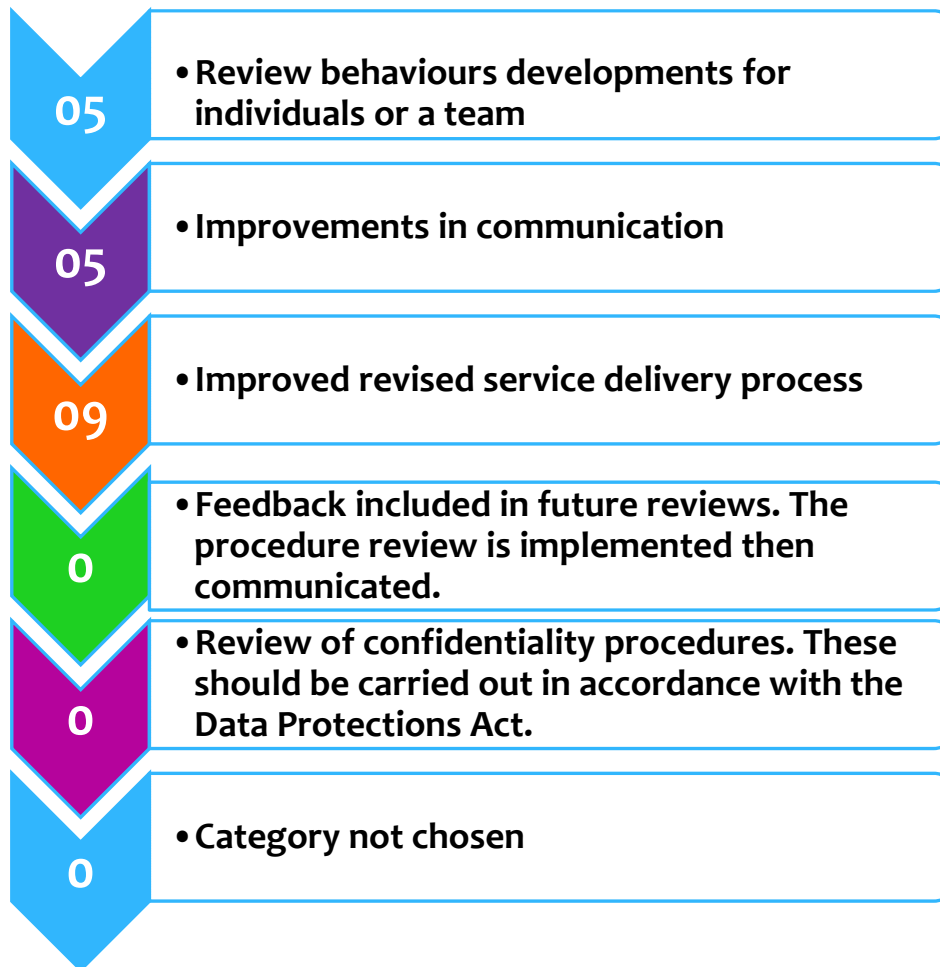 05
• Review behaviours developments for
individuals or a team
05
• Improvements in communication
09
• Improved revised service delivery process
0
• Feedback included in future reviews. The
procedure review is implemented then
communicated.
0
• Review of confidentiality procedures. These
should be carried out in accordance with the
Data Protections Act.
0
• Category not chosen